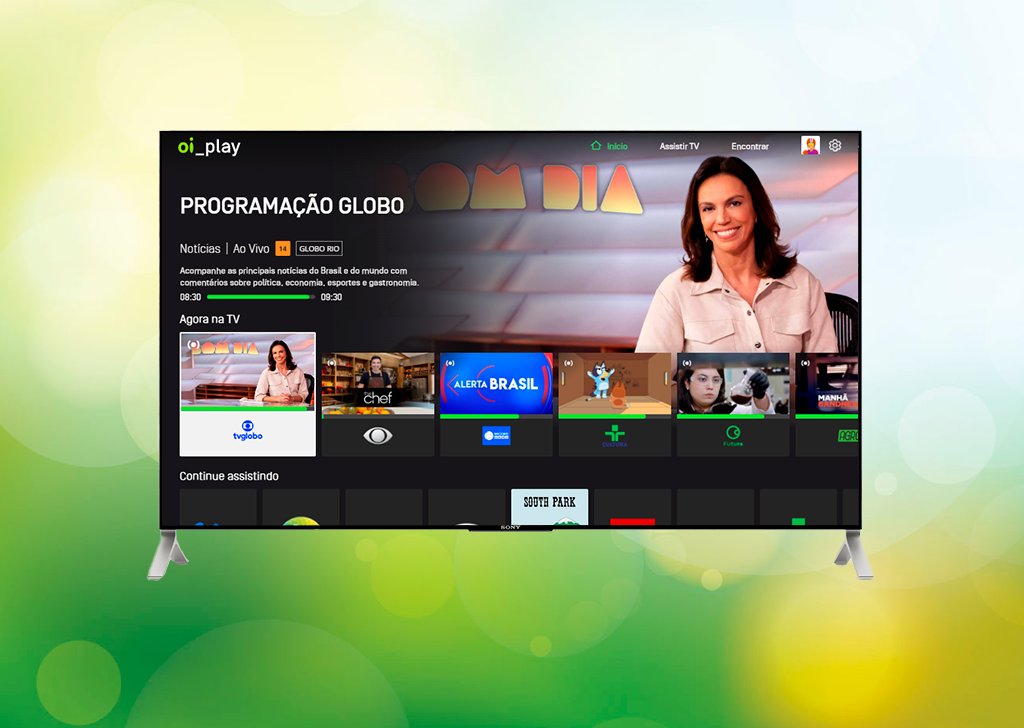 oi_play
Início
Assistir TV
Encontrar
BOM DIA
PROGRAMAÇÃO GLOBO
Notícias | Ao Vivo 14 GLOBO RIO
Acompanhe as principais notícias do Brasil e do mundo com
comentários sobre política, economia, esportes e gastronomia.
08:30 09:30
Agora na TV
BOM DIA
chef
ALERTA BRASIL
MANHÃ
BANDNE
tvglobo
CULTURA
FUTURA
AGRO
Continue assistindo
SOUTH PARK
SONY